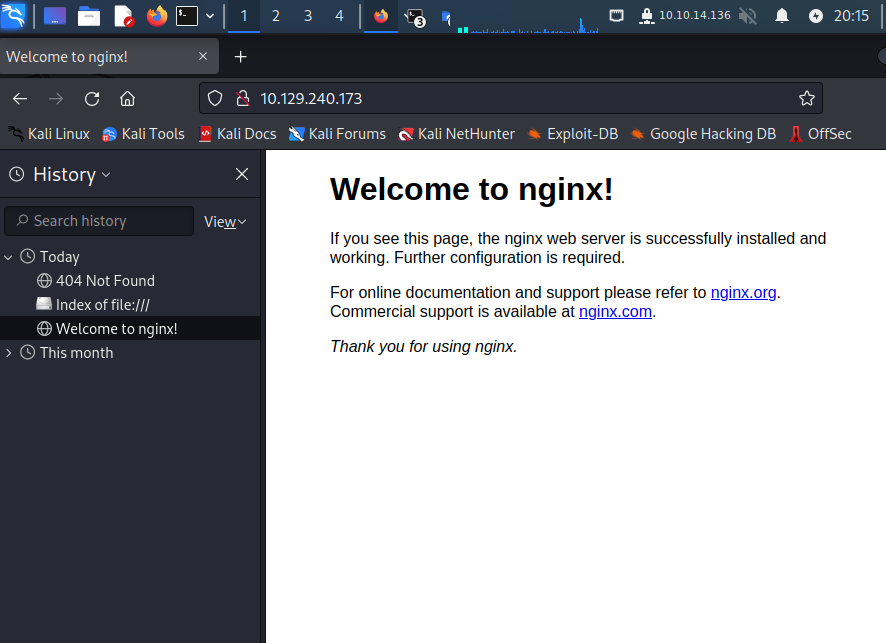 1 2 3 4 3 10.10.14.136 20:15
Welcome to nginx!
10.129.240.173
Kali Linux Kali Tools Kali Docs Kali Forums Kali NetHunter Exploit-DB Google Hacking DB OffSec
History
Search history View
Today
404 Not Found
Index of file:///
Welcome to nginx!
This month
Welcome to nginx!
If you see this page, the nginx web server is successfully installed and
working. Further configuration is required.
For online documentation and support please refer to nginx.org.
Commercial support is available at nginx.com.
Thank you for using nginx.